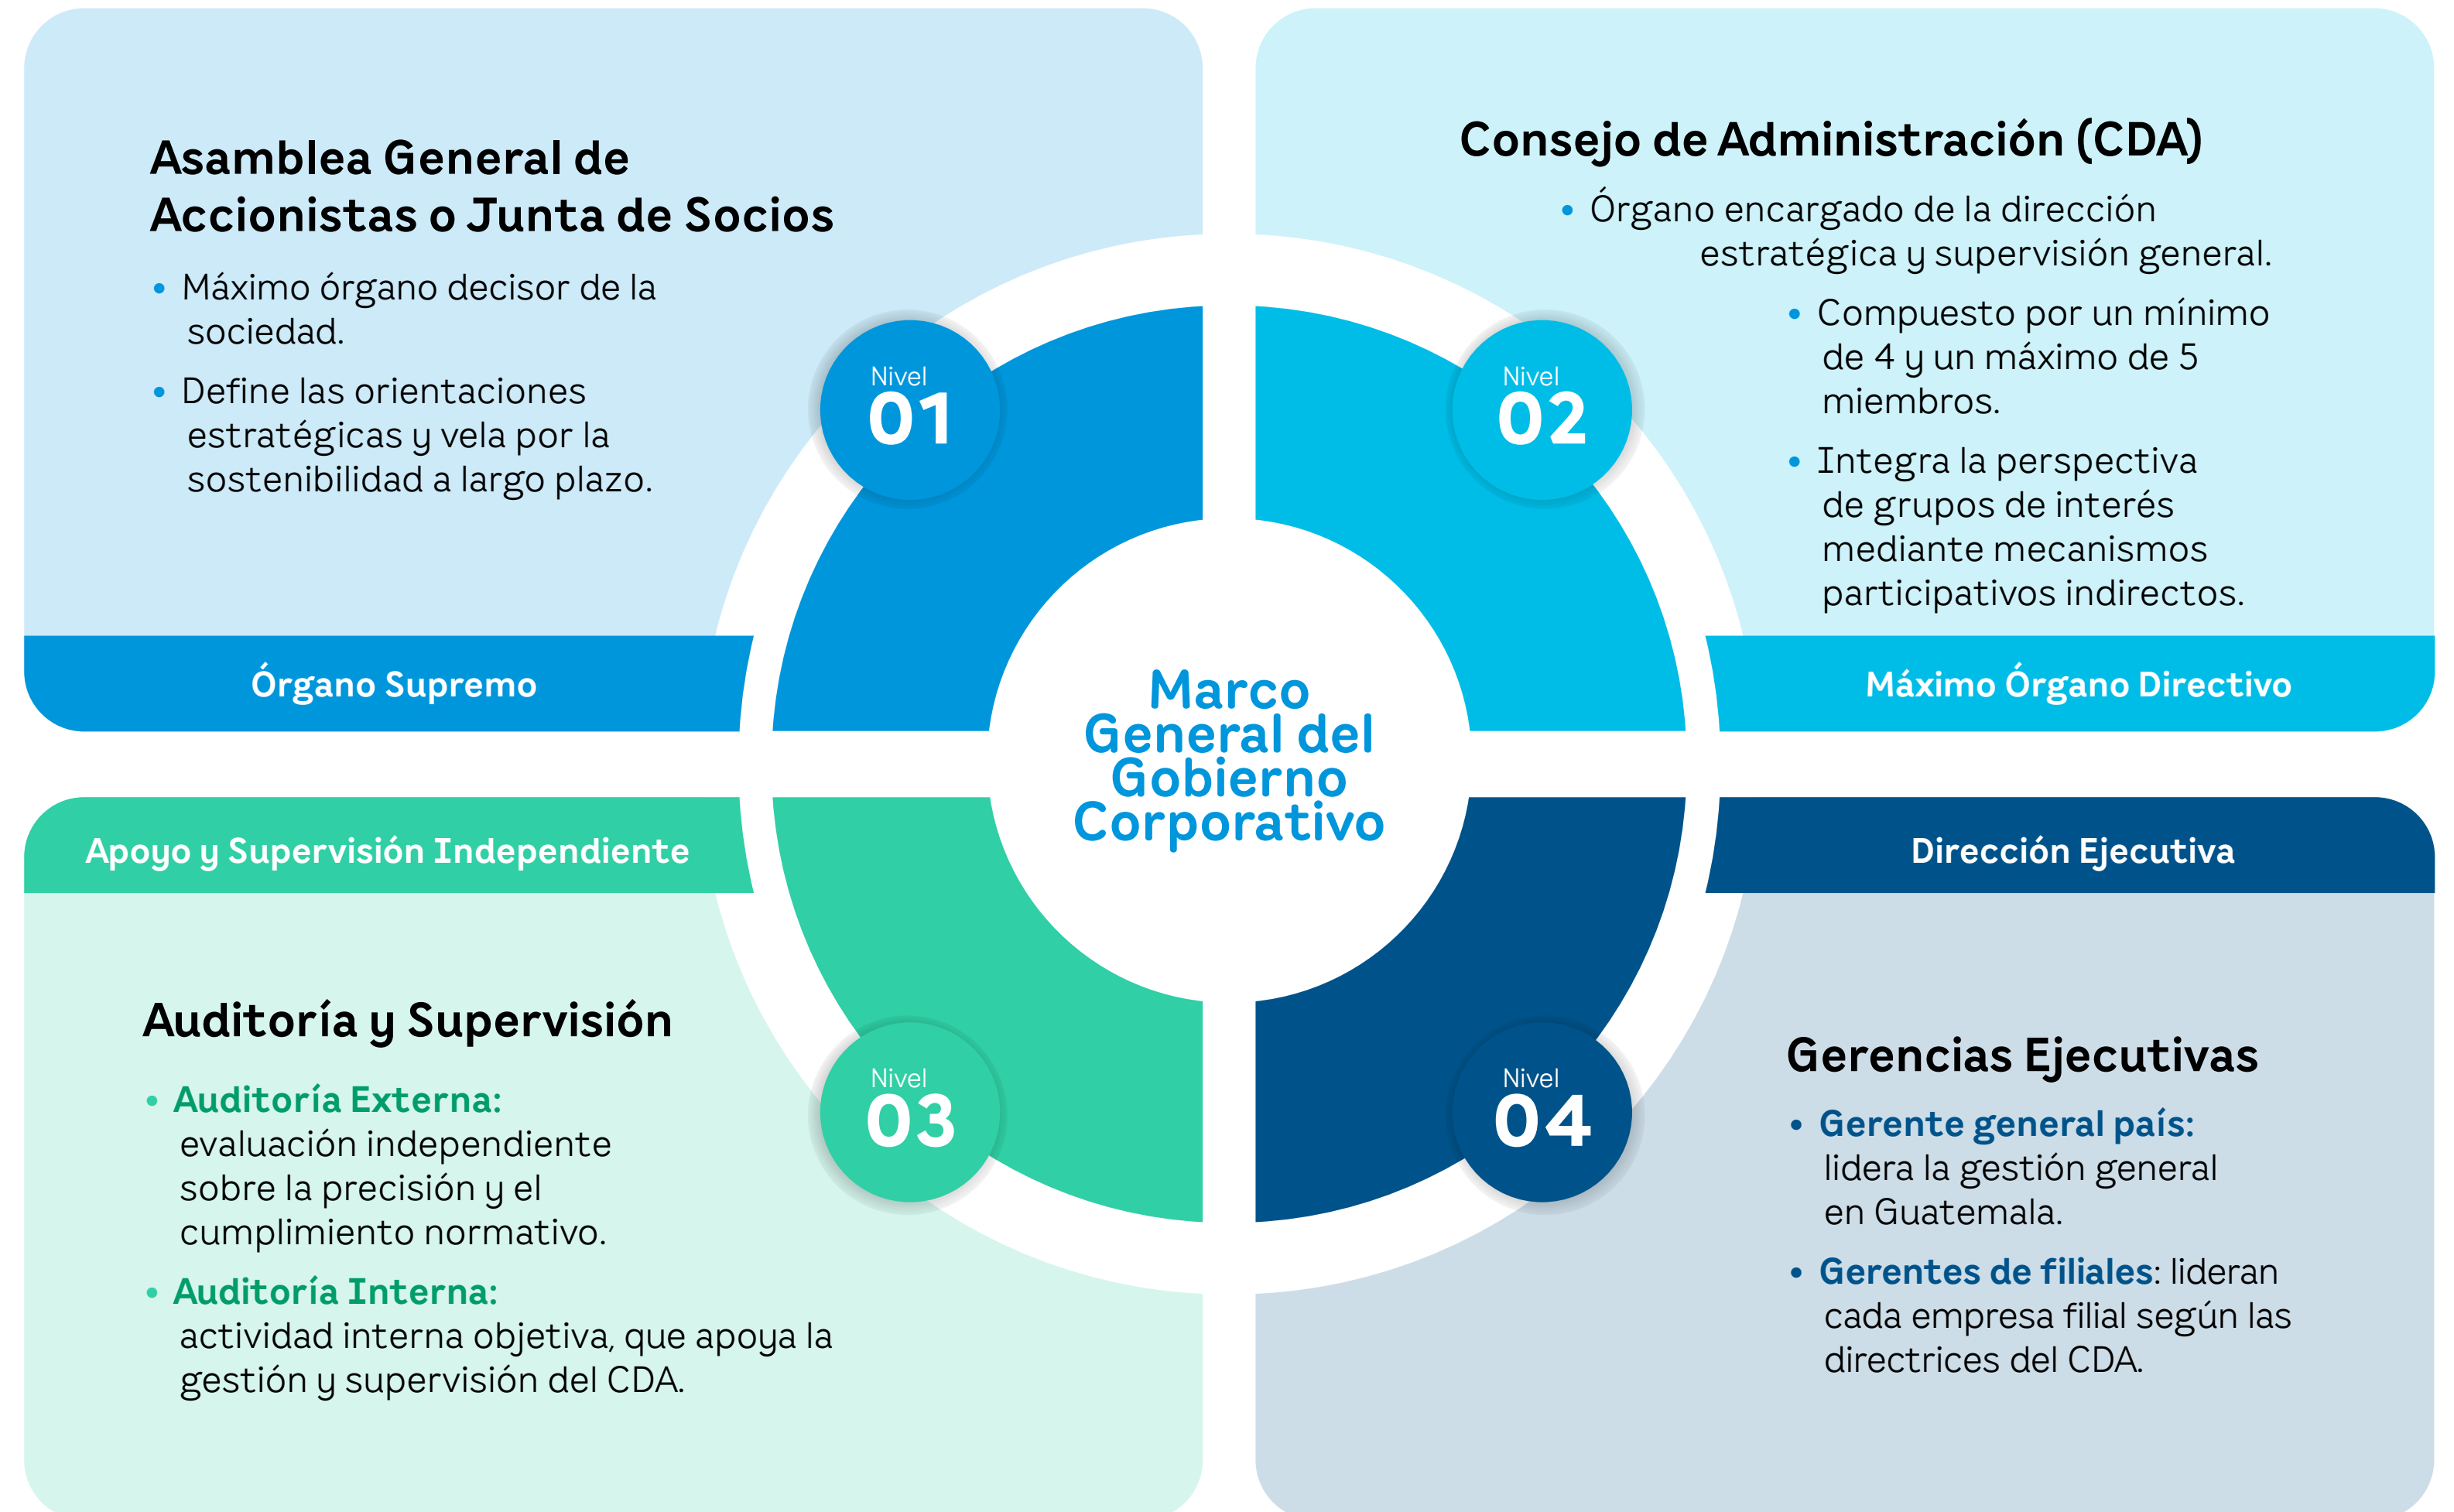 Asamblea General de
Accionistas o Junta de Socios
• Máximo órgano decisor de la
sociedad.
• Define las orientaciones
estratégicas y vela por la
sostenibilidad a largo plazo.
Nivel
01
Órgano Supremo
Consejo de Administración (CDA)
• Órgano encargado de la dirección
estratégica y supervisión general.
• Compuesto por un mínimo
de 4 y un máximo de 5
miembros.
• Integra la perspectiva
de grupos de interés
mediante mecanismos
participativos indirectos.
Nivel
02
Máximo Órgano Directivo
Marco
General del
Gobierno
Corporativo
Apoyo y Supervisión Independiente
Auditoría y Supervisión
• Auditoría Externa:
evaluación independiente
sobre la precisión y el
cumplimiento normativo.
• Auditoría Interna:
actividad interna objetiva, que apoya la
gestión y supervisión del CDA.
Nivel
03
Dirección Ejecutiva
Nivel
04
Gerencias Ejecutivas
• Gerente general país:
lidera la gestión general
en Guatemala.
• Gerentes de filiales: lideran
cada empresa filial según las
directrices del CDA.